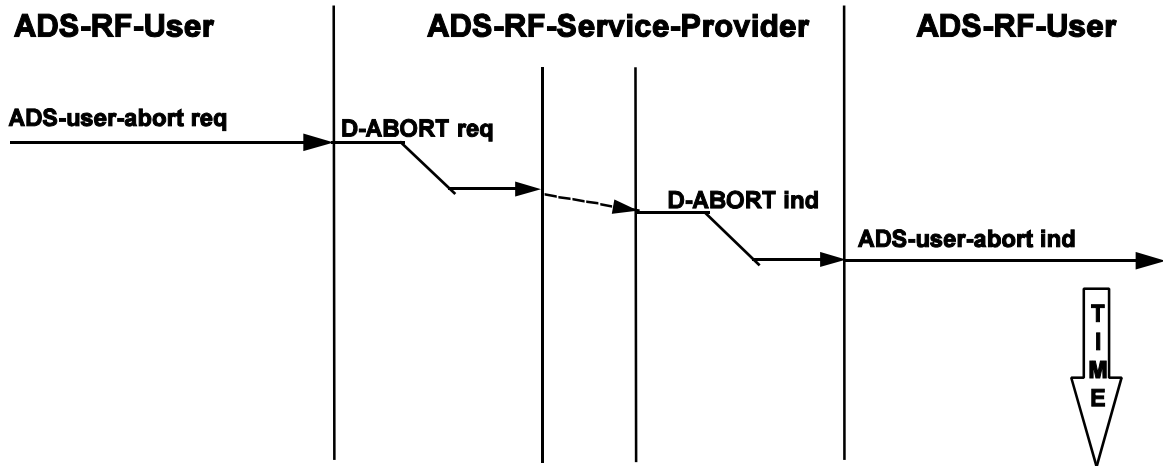 ADS-RF-User
ADS-RF-Service-Provider
ADS-RF-User
ADS-user-abort req
D-ABORT req
D-ABORT ind
ADS-user-abort ind
TIME